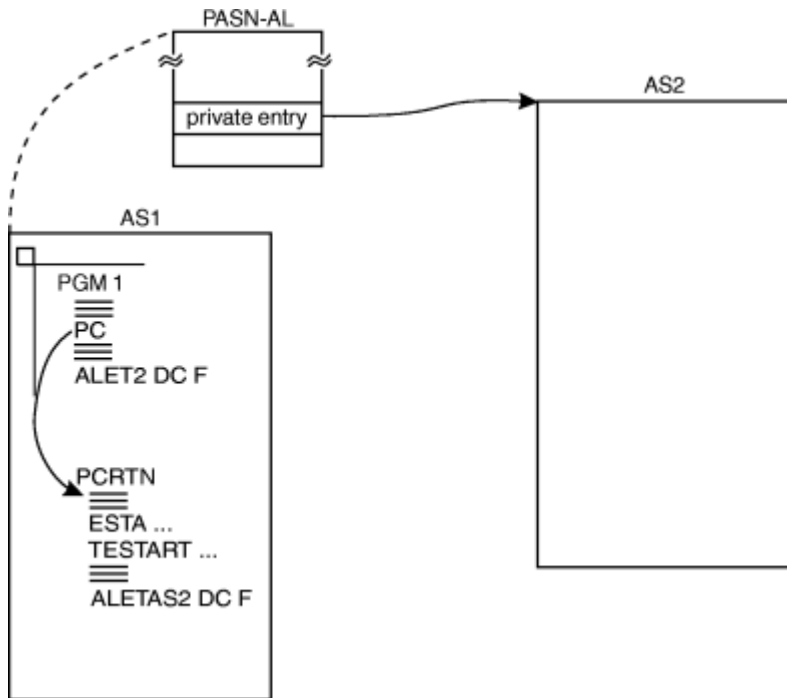 PASN-AL
private entry
AS2
AS1
PGM 1
PC
ALET2 DC F
PCRTN
ESTA ...
TESTART ...
ALETAS2 DC F